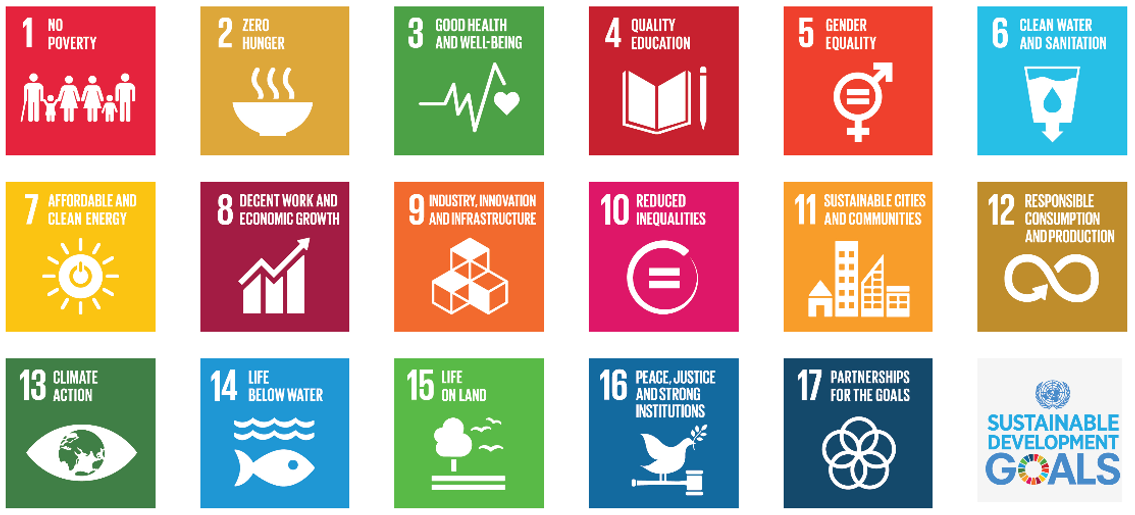 1 NO
POVERTY
2 ZERO
HUNGER
3 GOOD HEALTH
AND WELL-BEING
4 QUALITY
EDUCATION
5 GENDER
EQUALITY
6 CLEAN WATER
AND SANITATION
7 AFFORDABLE AND
CLEAN ENERGY
8 DECENT WORK AND
ECONOMIC GROWTH
9 INDUSTRY, INNOVATION
AND INFRASTRUCTURE
10 REDUCED
INEQUALITIES
11 SUSTAINABLE CITIES
AND COMMUNITIES
12 RESPONSIBLE
CONSUMPTION
AND PRODUCTION
13 CLIMATE
ACTION
14 LIFE
BELOW WATER
15 LIFE
ON LAND
16 PEACE, JUSTICE
AND STRONG
INSTITUTIONS
17 PARTNERSHIPS
FOR THE GOALS
SUSTAINABLE
DEVELOPMENT
GOALS